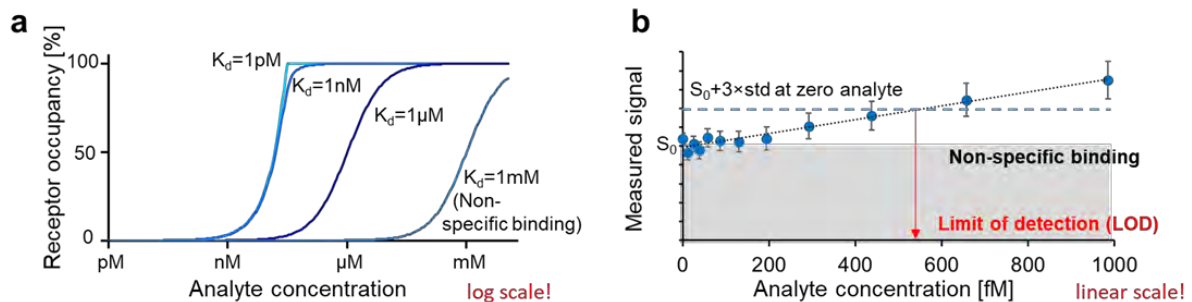 a
Receptor occupancy [%]
100
50
0
Kd=1pM
Kd=1nM
Kd=1µM
Kd=1mM
(Non-
specific binding)
pM
nM
µM
mM
Analyte concentration
log scale!
b
Measured signal
S0+3×std at zero analyte
S0
Non-specific binding
Limit of detection (LOD)
0
200
400
600
800
1000
Analyte concentration [fM]
linear scale!